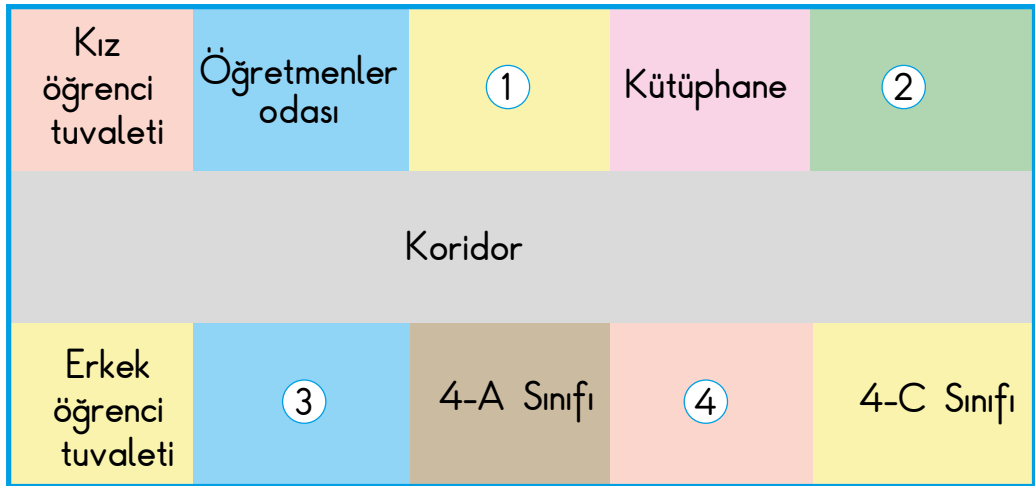 Kız
öğrenci
tuvaleti
Öğretmenler
odası
1
Kütüphane
2
Koridor
Erkek
öğrenci
tuvaleti
3
4-A Sınıfı
4
4-C Sınıfı